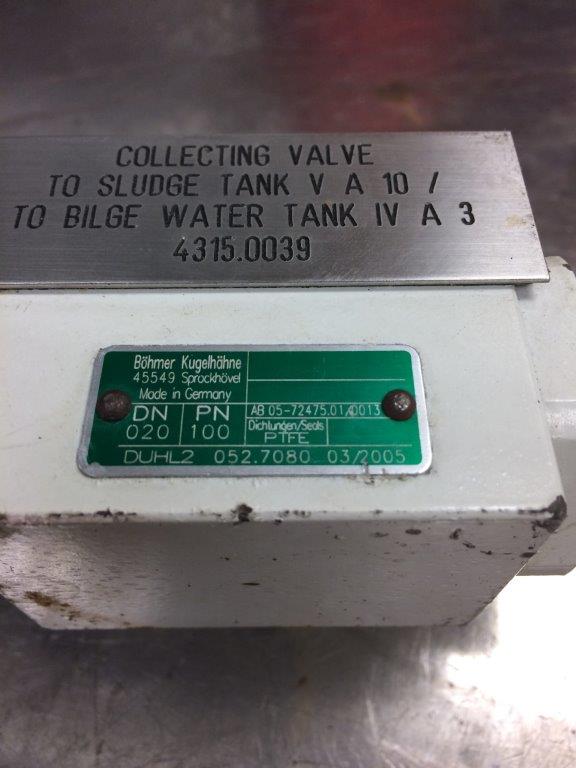 COLLECTING VALVE
TO SLUDGE TANK V A 10 /
TO BILGE WATER TANK IV A 3
4315.0039
Böhmer Kugelhähne
45549 Sprockhövel
Made in Germany
DN PN AB 05-72475.01/0013
020 100 Dichtungen/Seals
PTFE
DUHL2 052.7080 03/2005